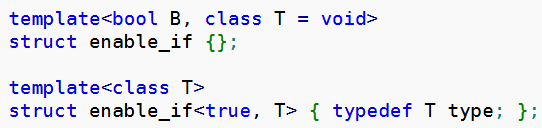 template<bool B, class T = void>
struct enable_if {};
template<class T>
struct enable_if<true, T> { typedef T type; };